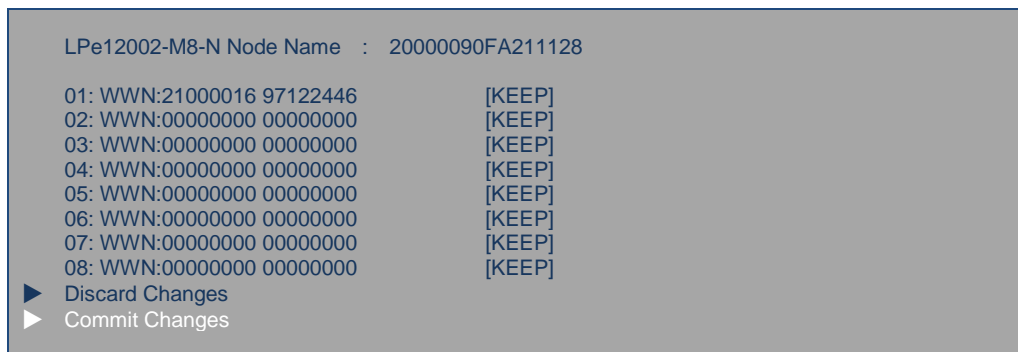 LPe12002-M8-N Node Name : 20000090FA211128
01: WWN:21000016 97122446 [KEEP]
02: WWN:00000000 00000000 [KEEP]
03: WWN:00000000 00000000 [KEEP]
04: WWN:00000000 00000000 [KEEP]
05: WWN:00000000 00000000 [KEEP]
06: WWN:00000000 00000000 [KEEP]
07: WWN:00000000 00000000 [KEEP]
08: WWN:00000000 00000000 [KEEP]
Discard Changes
Commit Changes